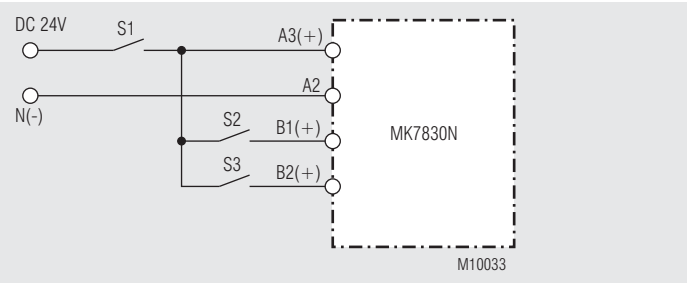 DC 24V
S1
A3(+)
A2
N(-)
S2
B1(+)
MK7830N
S3
B2(+)
M10033